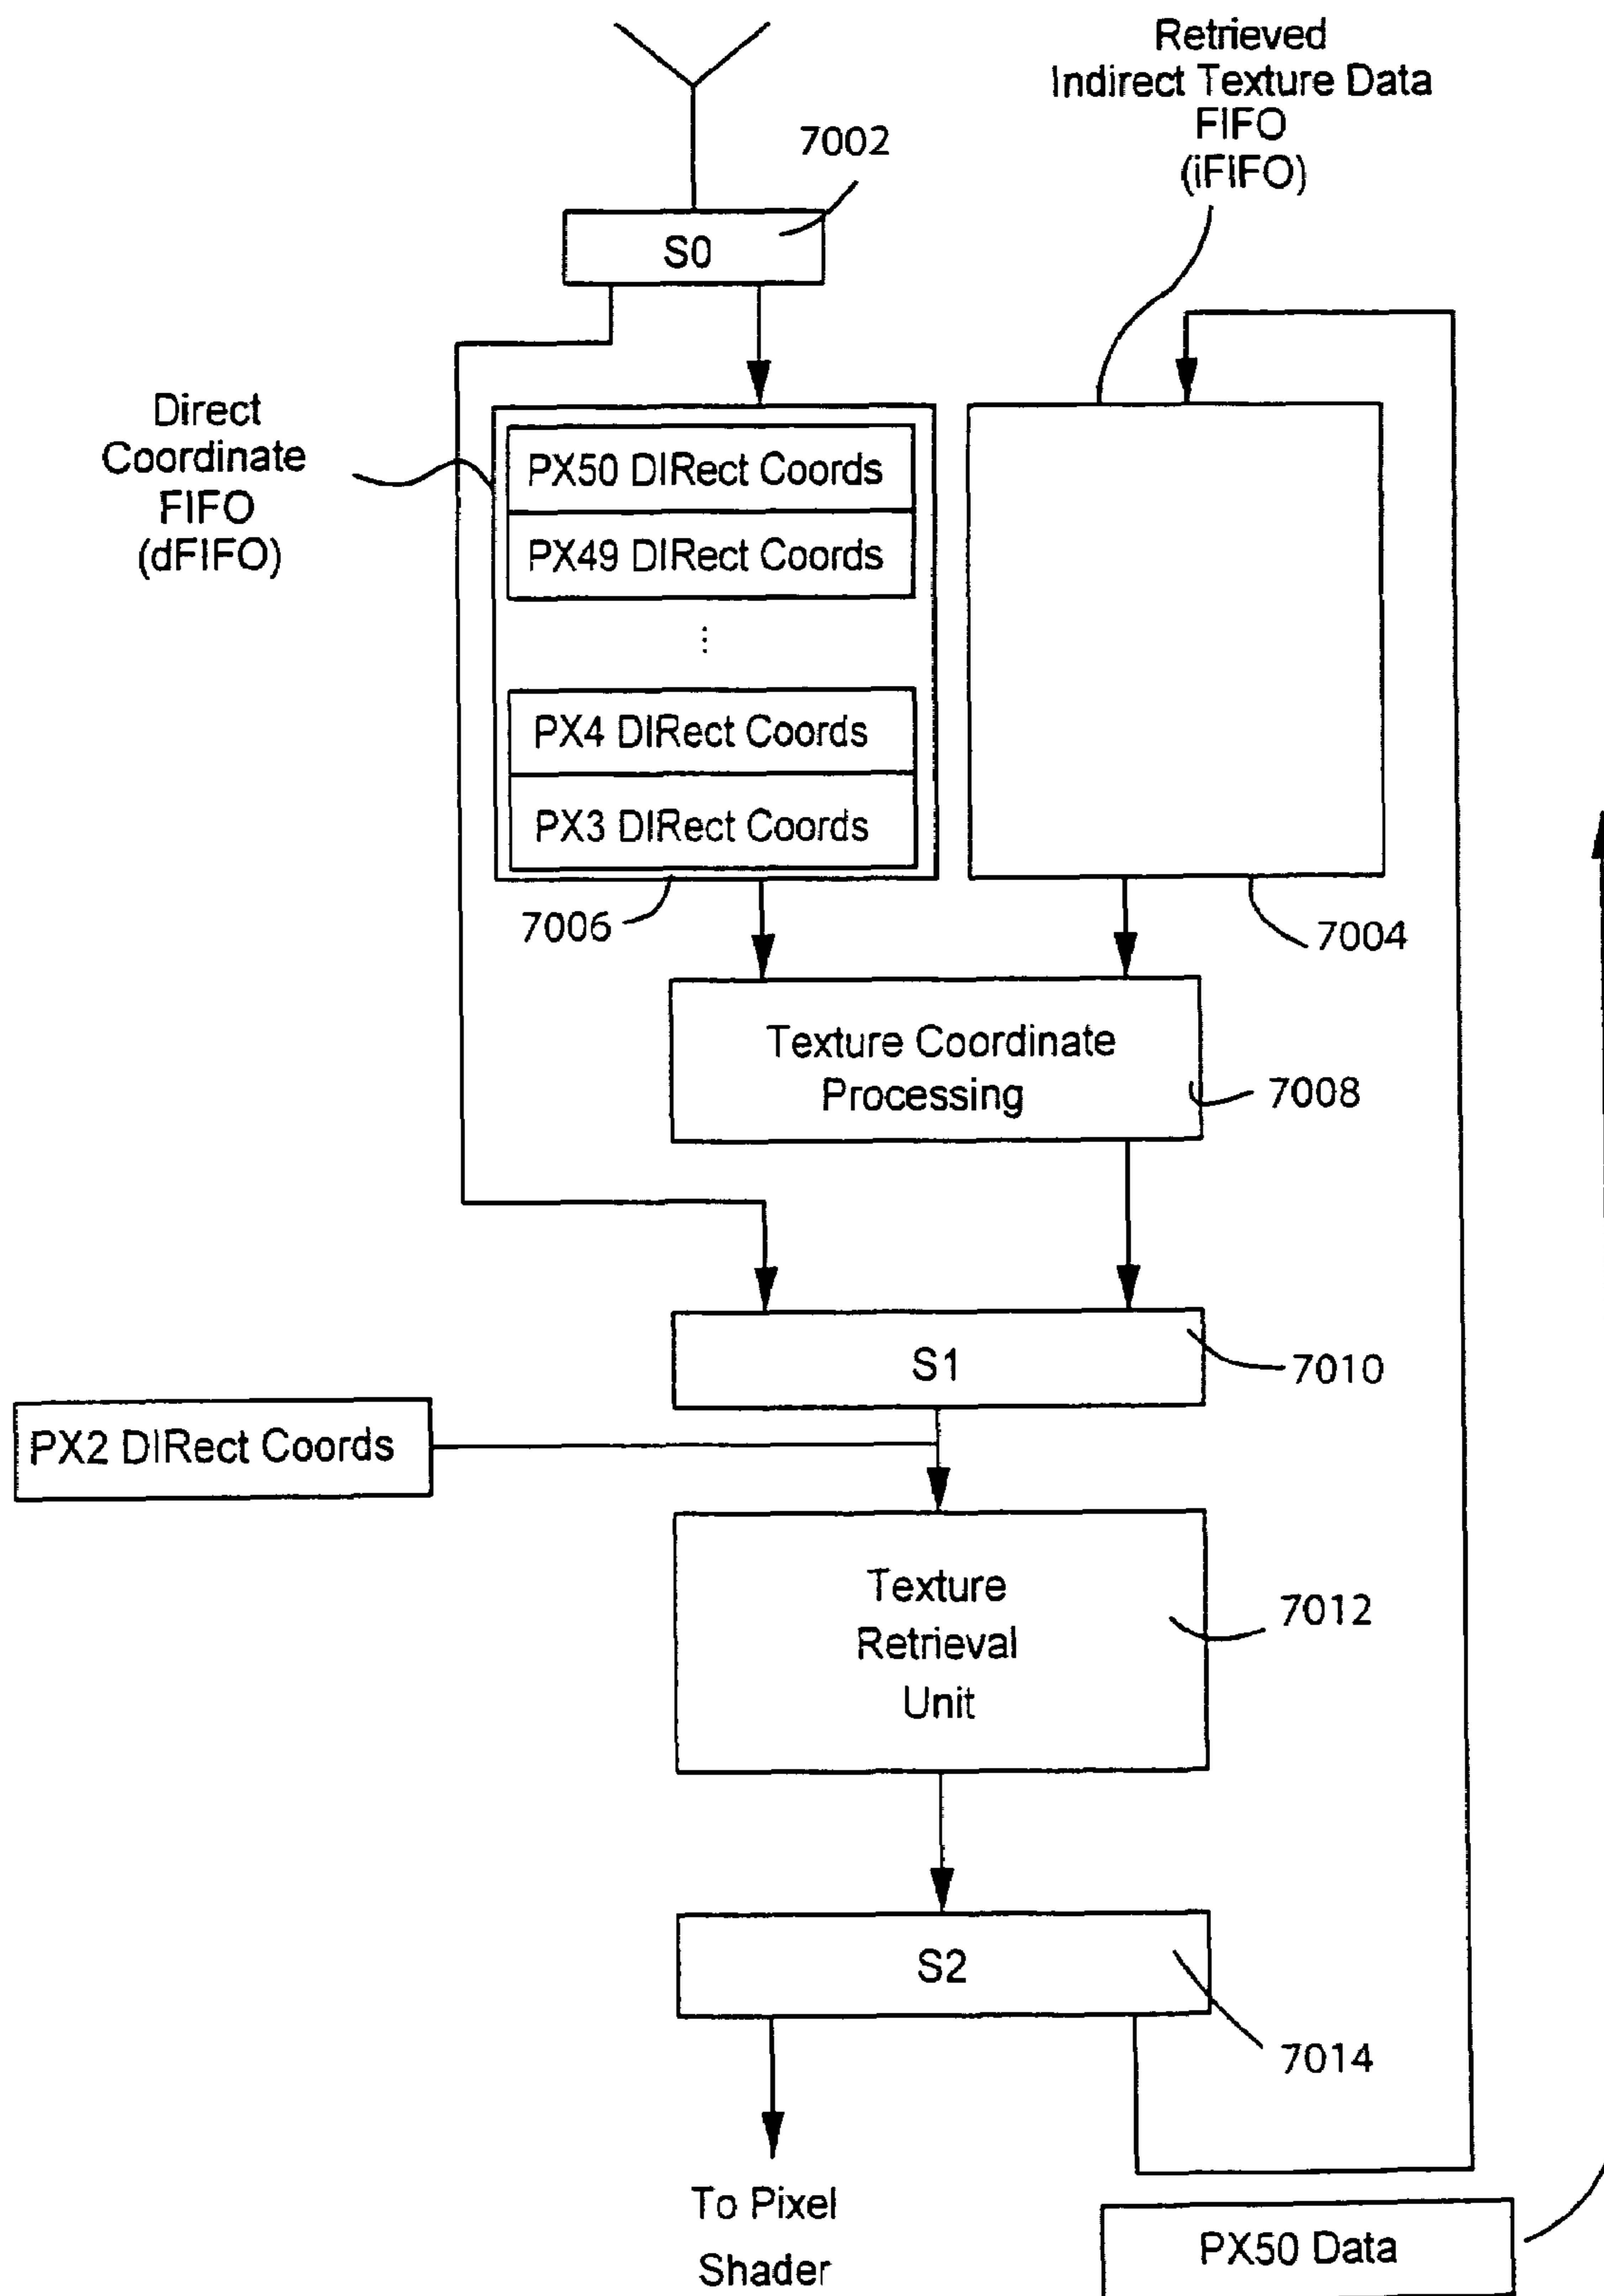 Retrieved
Indirect Texture Data
FIFO
(iFIFO)
7002
S0
Direct
Coordinate
FIFO
(dFIFO)
PX50 DIRect Coords
PX49 DIRect Coords
⋮
PX4 DIRect Coords
PX3 DIRect Coords
7006
7004
Texture Coordinate
Processing
7008
S1
7010
PX2 DIRect Coords
Texture
Retrieval
Unit
7012
S2
7014
To Pixel
Shader
PX50 Data